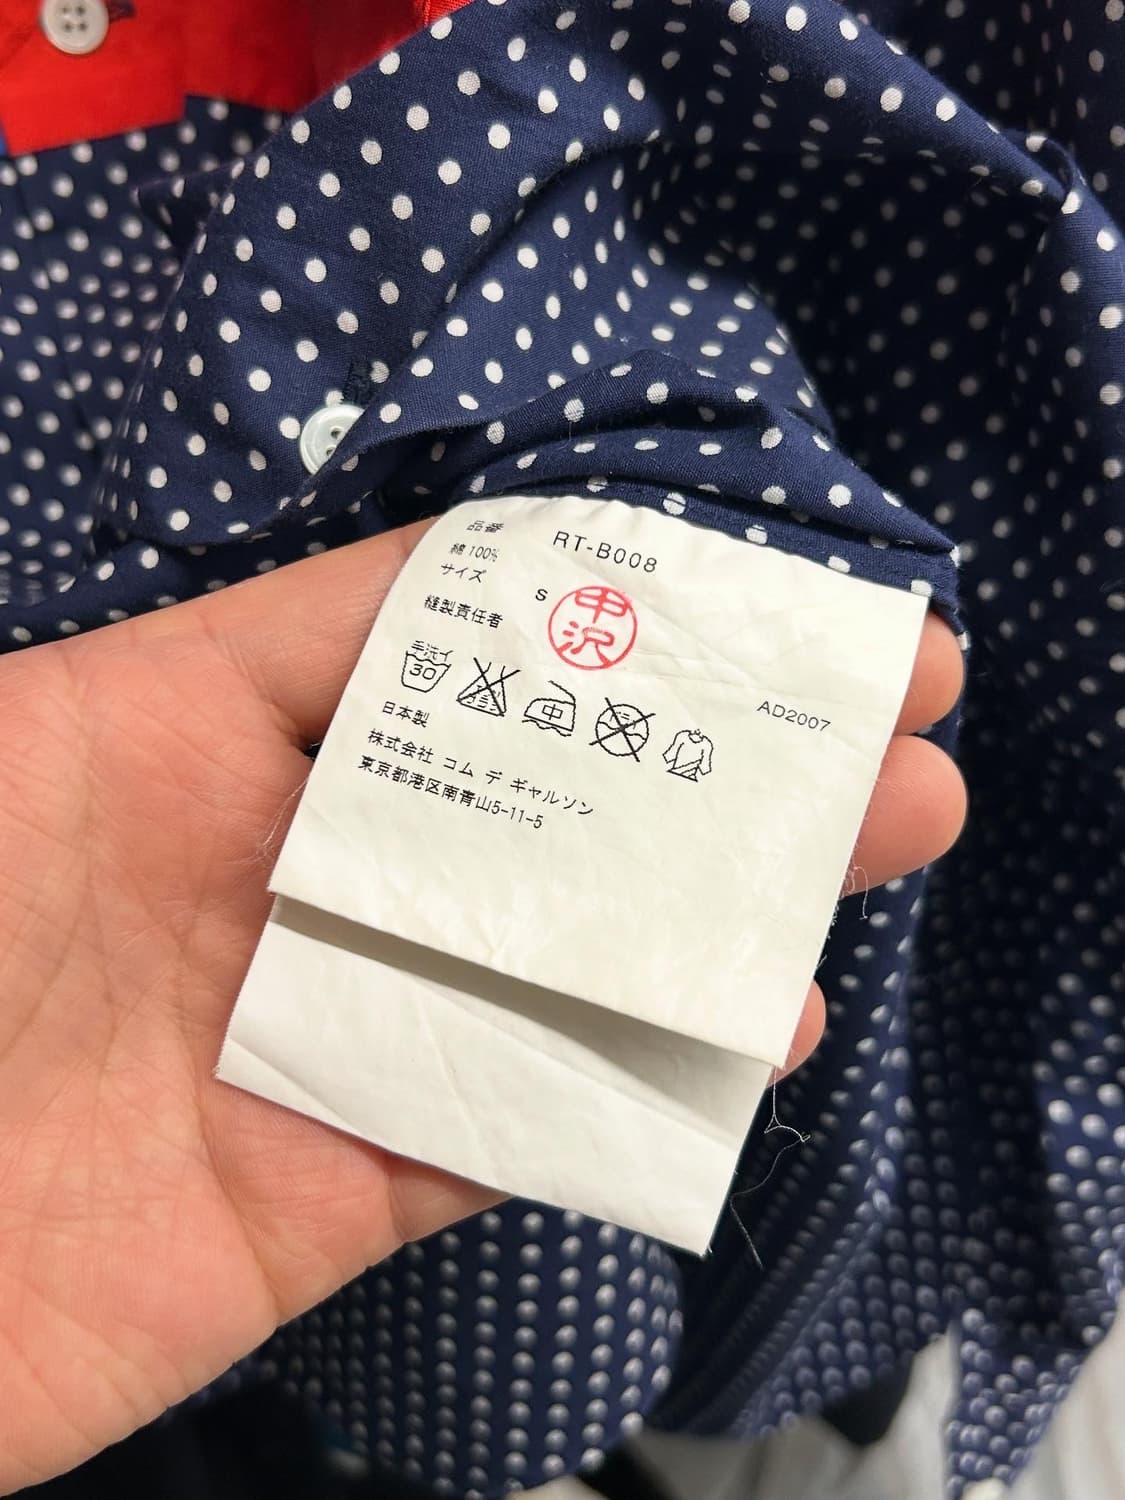 品番 RT-B008
綿 100%
サイズ S
縫製責任者 中沢
手洗イ
30
中
AD2007
日本製
株式会社 コム デ ギャルソン
東京都港区南青山5-11-5